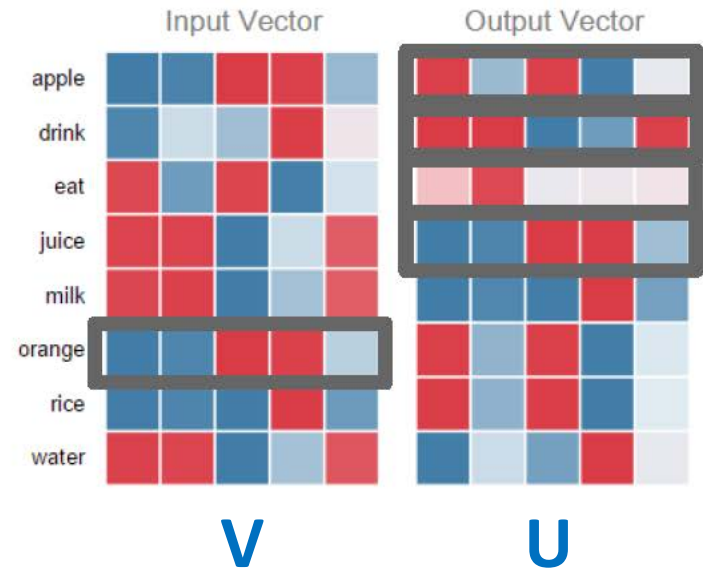 Input Vector Output Vector
apple
drink
eat
juice
milk
orange
rice
water
V U